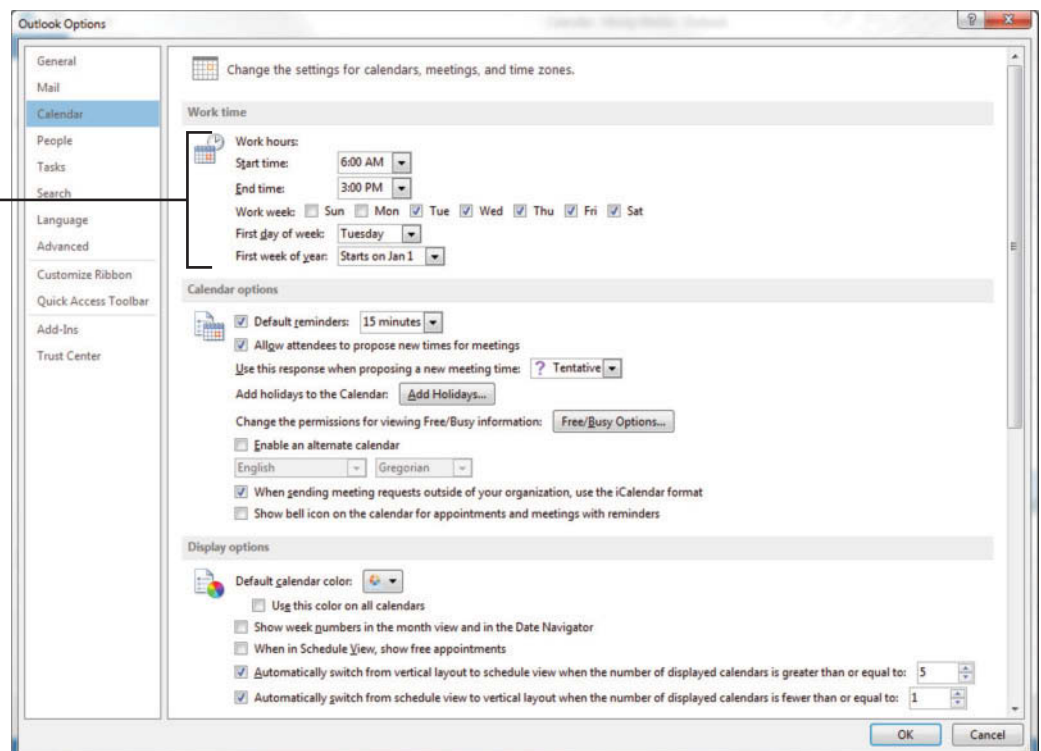 Outlook Options
General
Mail
Calendar
People
Tasks
Search
Language
Advanced
Customize Ribbon
Quick Access Toolbar
Add-Ins
Trust Center
Change the settings for calendars, meetings, and time zones.
Work time
Work hours:
Start time: 6:00 AM
End time: 3:00 PM
Work week: Sun Mon Tue Wed Thu Fri Sat
First day of week: Tuesday
First week of year: Starts on Jan 1
Calendar options
Default reminders: 15 minutes
Allow attendees to propose new times for meetings
Use this response when proposing a new meeting time: ? Tentative
Add holidays to the Calendar: Add Holidays...
Change the permissions for viewing Free/Busy information: Free/Busy Options...
Enable an alternate calendar
English Gregorian
When sending meeting requests outside of your organization, use the iCalendar format
Show bell icon on the calendar for appointments and meetings with reminders
Display options
Default calendar color:
Use this color on all calendars
Show week numbers in the month view and in the Date Navigator
When in Schedule View, show free appointments
Automatically switch from vertical layout to schedule view when the number of displayed calendars is greater than or equal to: 5
Automatically switch from schedule view to vertical layout when the number of displayed calendars is fewer than or equal to: 1
OK Cancel